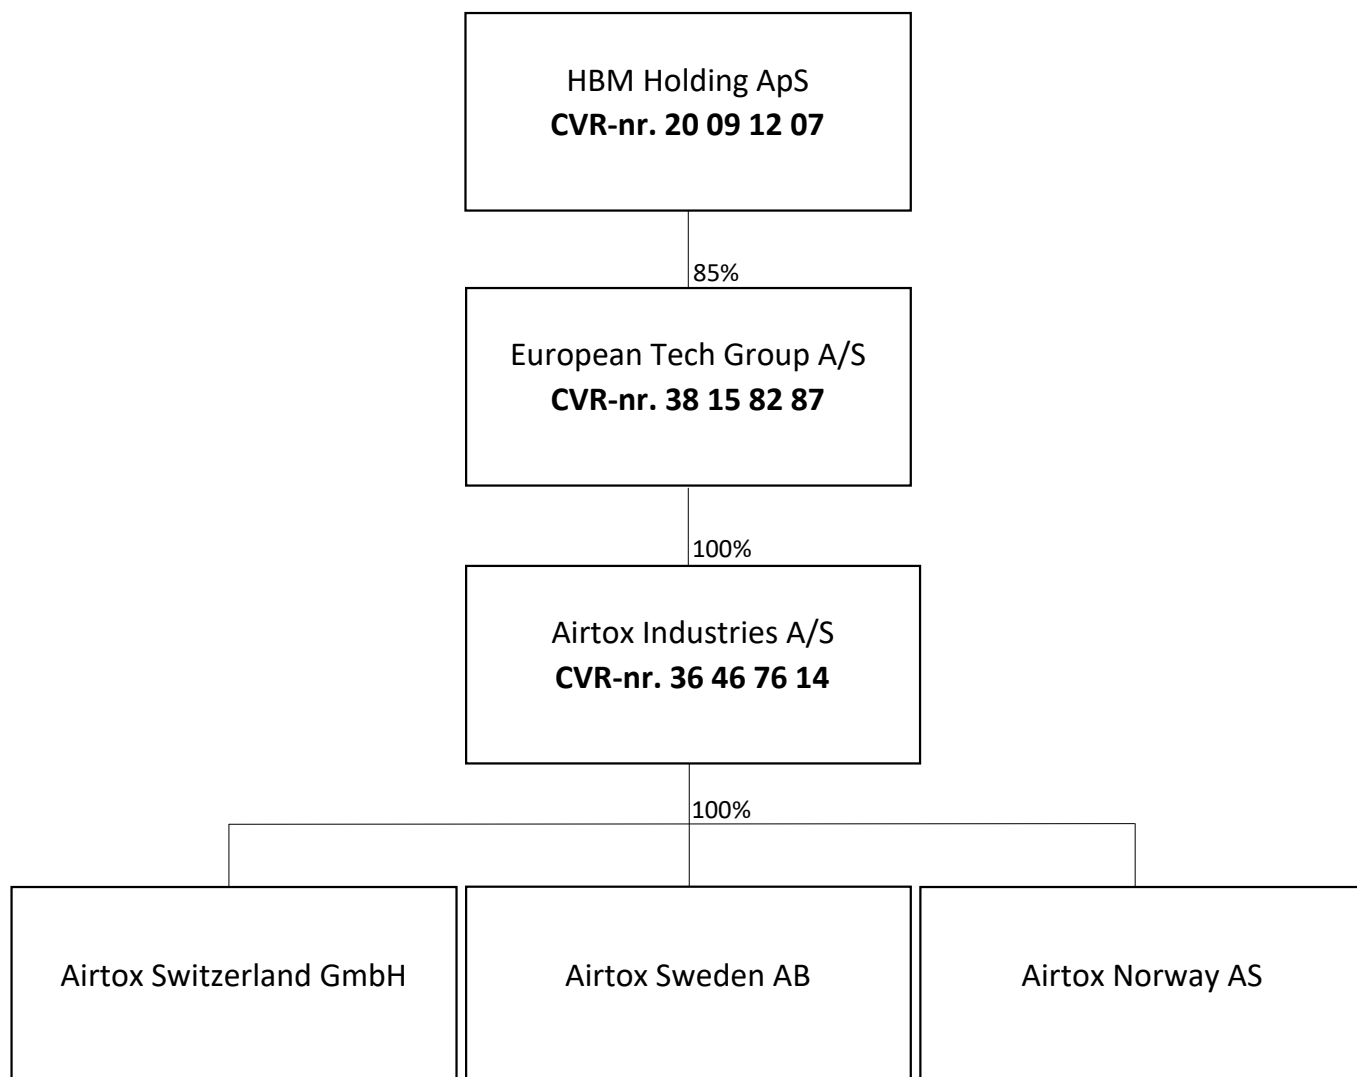 HBM Holding ApS
CVR-nr. 20 09 12 07
85%
European Tech Group A/S
CVR-nr. 38 15 82 87
100%
Airtox Industries A/S
CVR-nr. 36 46 76 14
100%
Airtox Switzerland GmbH
Airtox Sweden AB
Airtox Norway AS